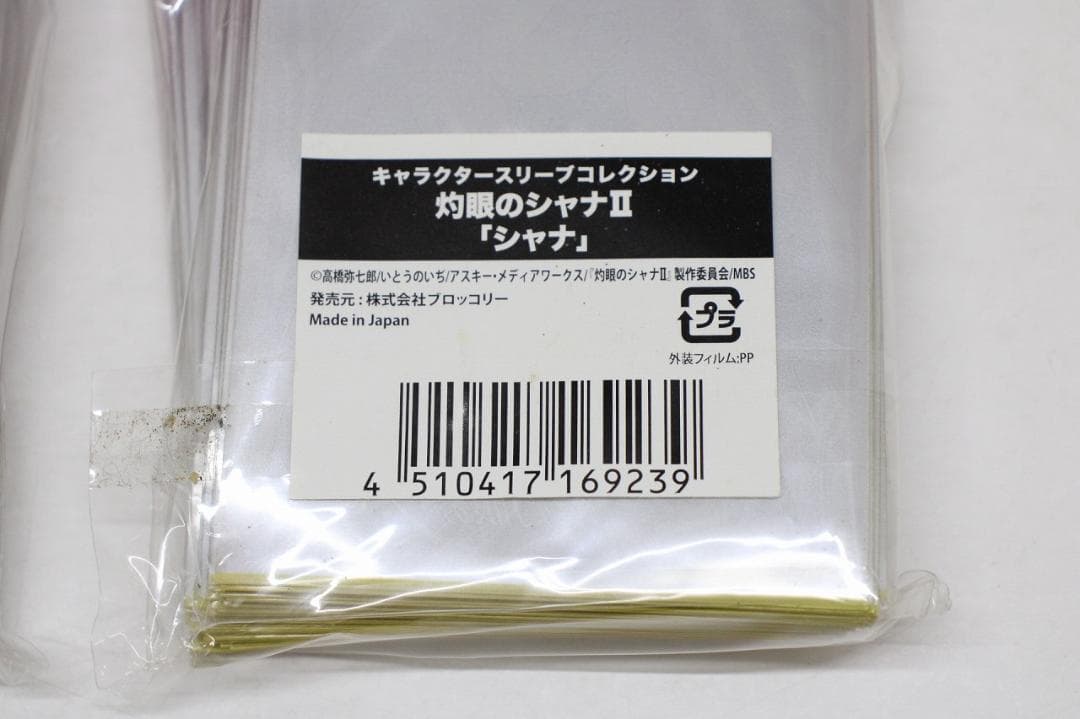 キャラクタースリーブコレクション
灼眼のシャナⅡ
「シャナ」
©高橋弥七郎/いとうのいぢ/アスキー・メディアワークス/『灼眼のシャナⅡ』製作委員会/MBS
発売元：株式会社ブロッコリー
Made in Japan
プラ
外装フィルム:PP
4 510417 169239